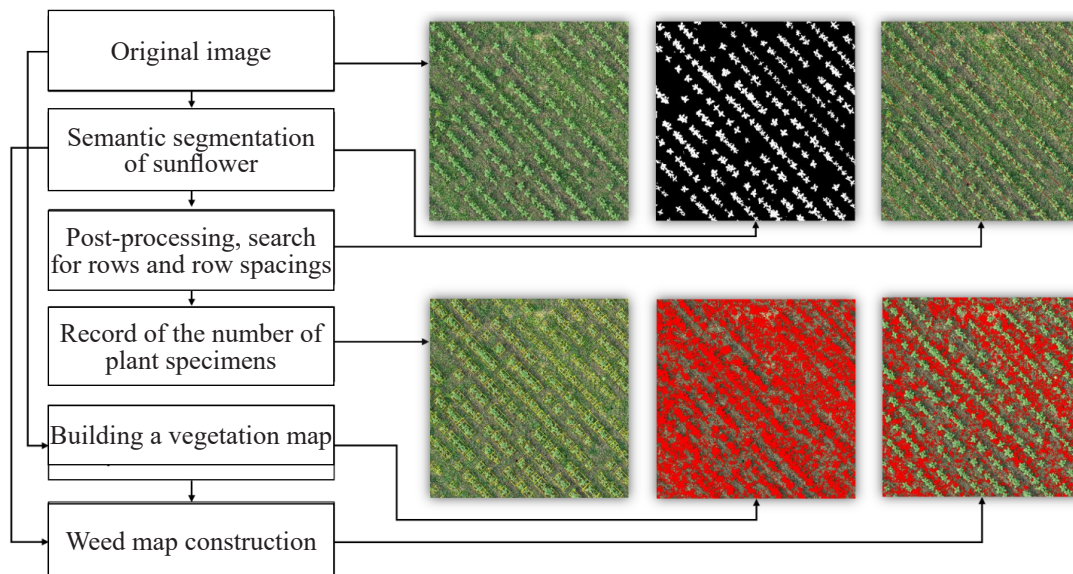 Original image
Semantic segmentation
of sunflower
Post-processing, search
for rows and row spacings
Record of the number of
plant specimens
Building a vegetation map
Weed map construction